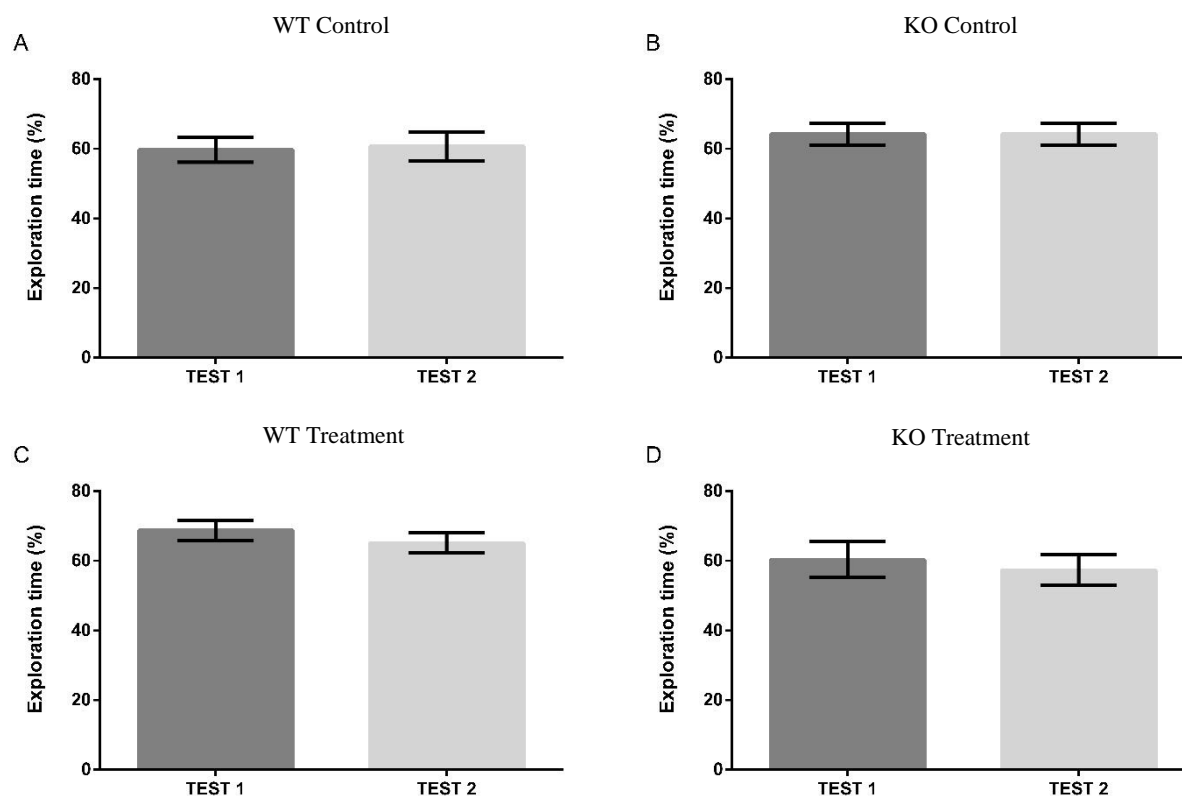 WT Control
KO Control
A
B
Exploration time (%)
80
60
40
20
0
TEST 1
TEST 2
Exploration time (%)
80
60
40
20
0
TEST 1
TEST 2
WT Treatment
KO Treatment
C
D
Exploration time (%)
80
60
40
20
0
TEST 1
TEST 2
Exploration time (%)
80
60
40
20
0
TEST 1
TEST 2